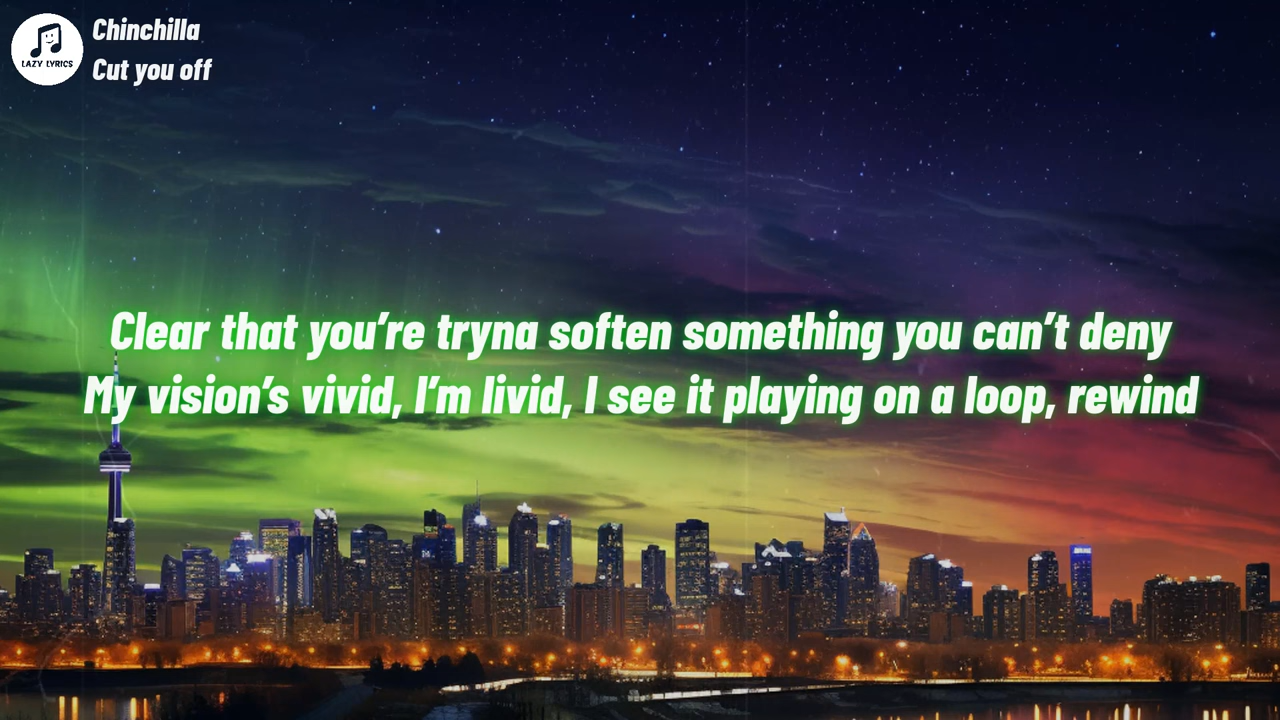 Chinchilla
LAZY LYRICS
Cut you off
Clear that you’re tryna soften something you can’t deny
My vision’s vivid, I’m livid, I see it playing on a loop, rewind